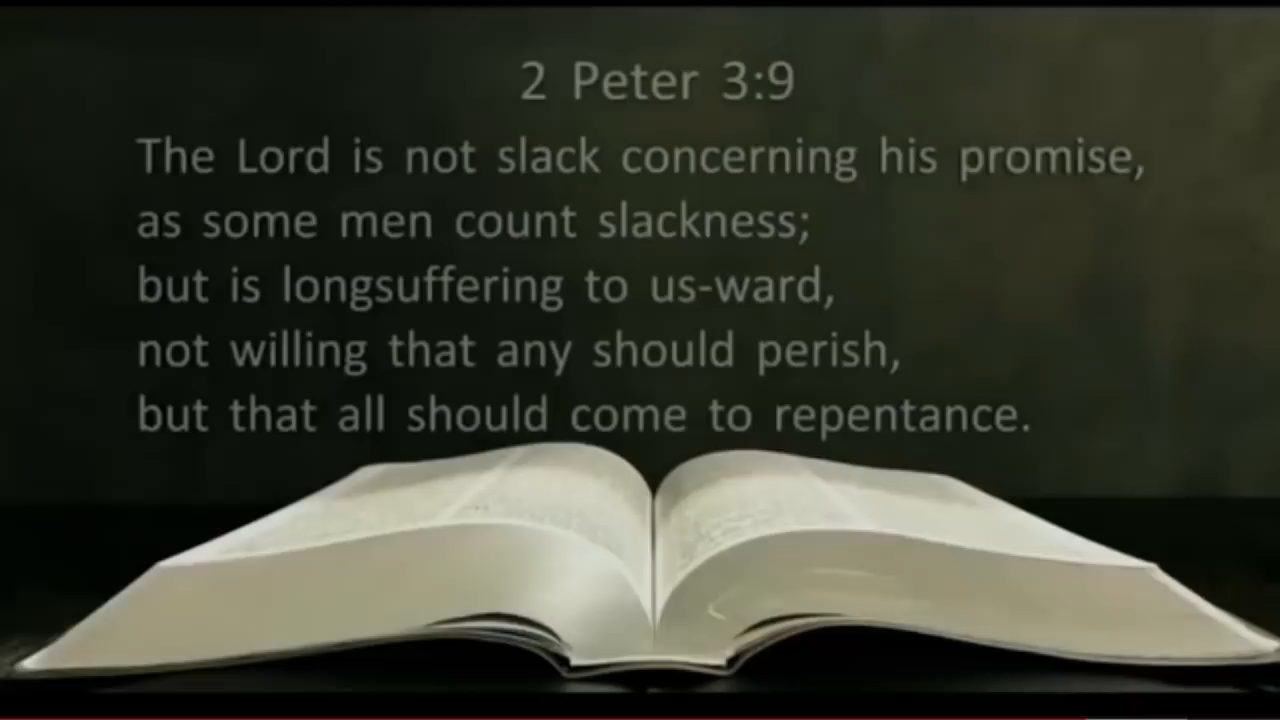 2 Peter 3:9
The Lord is not slack concerning his promise,
as some men count slackness;
but is longsuffering to us-ward,
not willing that any should perish,
but that all should come to repentance.